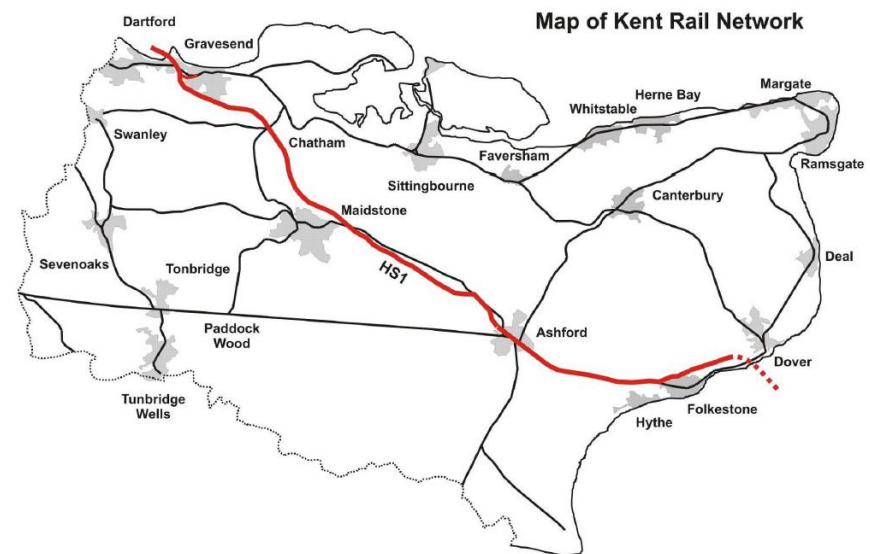 Map of Kent Rail Network
Dartford
Gravesend
Margate
Herne Bay
Whitstable
Swanley
Chatham
Faversham
Ramsgate
Sittingbourne
Canterbury
Maidstone
Deal
Sevenoaks
Tonbridge
HS1
Paddock
Wood
Ashford
Dover
Tunbridge
Wells
Folkestone
Hythe